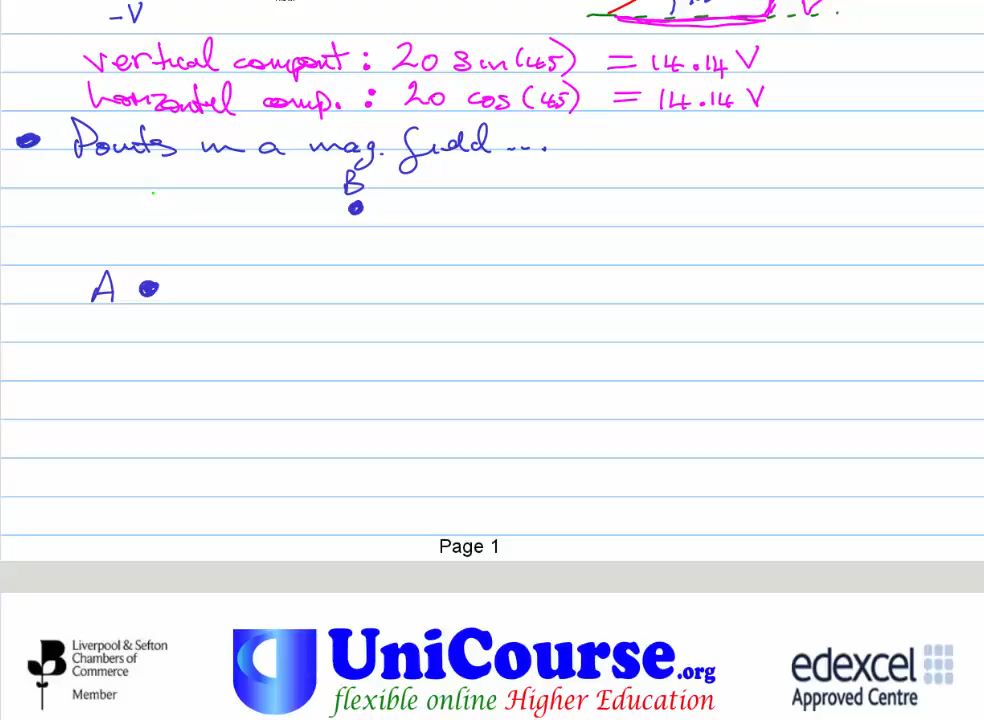 -V
V
vertical compont : 20 sin(45) = 14.14 V
horizontal comp. : 20 cos(45) = 14.14 V
Points in a mag. field ...
B
A
Page 1
Liverpool & Sefton
Chambers of
Commerce
Member
UniCourse.org
flexible online Higher Education
edexcel
Approved Centre